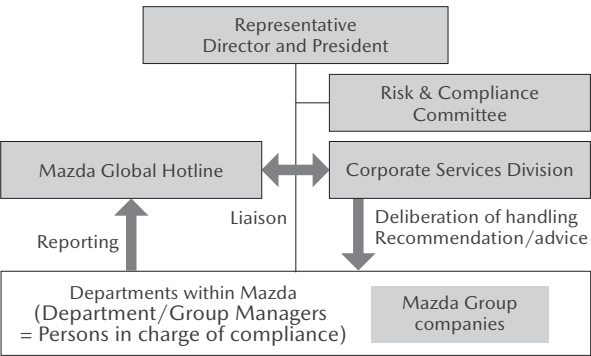 Representative
Director and President
Risk & Compliance
Committee
Mazda Global Hotline
Corporate Services Division
Liaison
Reporting
Deliberation of handling
Recommendation/advice
Departments within Mazda
(Department/Group Managers
= Persons in charge of compliance)
Mazda Group
companies